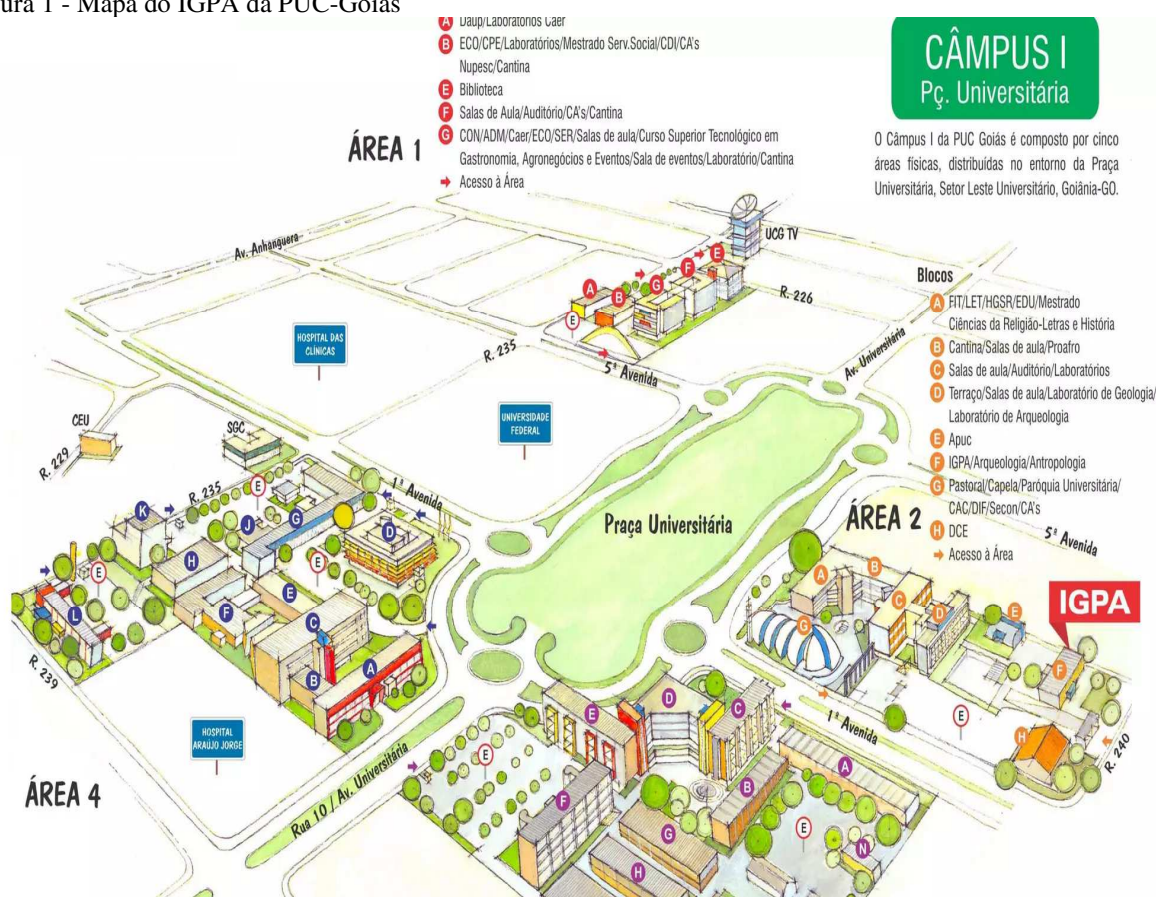 ura 1 - Mapa do IGPA da PUC-Goiás
A Daup/Laboratórios Caer
B ECO/CPE/Laboratórios/Mestrado Serv.Social/CDI/CA's
Nupesc/Cantina
E Biblioteca
F Salas de Aula/Auditório/CA's/Cantina
G CON/ADM/Caer/ECO/SER/Salas de aula/Curso Superior Tecnológico em
Gastronomia, Agronegócios e Eventos/Sala de eventos/Laboratório/Cantina
Acesso à Área
ÁREA 1
CÂMPUS I
Pç. Universitária
O Câmpus I da PUC Goiás é composto por cinco
áreas físicas, distribuídas no entorno da Praça
Universitária, Setor Leste Universitário, Goiânia-GO.
Av. Anhanguera
UCG TV
A
B
G
F
E
E
R. 226
HOSPITAL DAS
CLÍNICAS
R. 235
5ª Avenida
Av. Universitária
UNIVERSIDADE
FEDERAL
Blocos
A FIT/LET/HGSR/EDU/Mestrado
Ciências da Religião-Letras e História
B Cantina/Salas de aula/Proafro
C Salas de aula/Auditório/Laboratórios
D Terraço/Salas de aula/Laboratório de Geologia/
Laboratório de Arqueologia
E Apuc
F IGPA/Arqueologia/Antropologia
G Pastoral/Capela/Paróquia Universitária/
CAC/DIF/Secon/CA's
H DCE
Acesso à Área
CEU
SGC
R. 229
R. 235
1ª Avenida
K
E
J
G
D
H
E
E
L
F
E
C
B
A
R. 239
HOSPITAL
ARAÚJO JORGE
ÁREA 4
Rua 10 / Av. Universitária
Praça Universitária
ÁREA 2
5ª Avenida
A
B
C
D
E
G
IGPA
F
E
H
R. 240
1ª Avenida
E
D
C
E
F
A
B
G
E
H
N